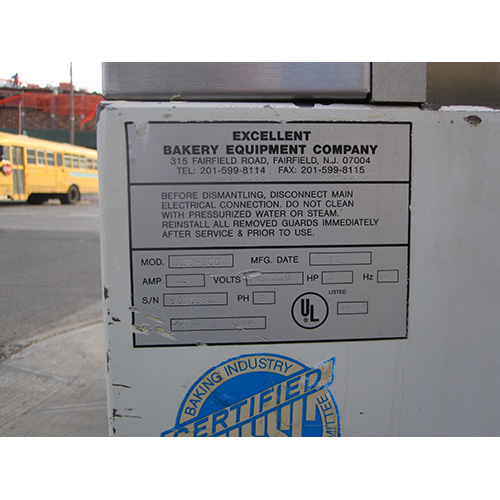 EXCELLENT
BAKERY EQUIPMENT COMPANY
315 FAIRFIELD ROAD, FAIRFIELD, N.J. 07004
TEL: 201-599-8114 FAX: 201-599-8115
BEFORE DISMANTLING, DISCONNECT MAIN
ELECTRICAL CONNECTION. DO NOT CLEAN
WITH PRESSURIZED WATER OR STEAM.
REINSTALL ALL REMOVED GUARDS IMMEDIATELY
AFTER SERVICE & PRIOR TO USE.
MOD. MFG. DATE
AMP VOLTS HP Hz
S/N PH UL LISTED
BAKING INDUSTRY
CERTIFIED